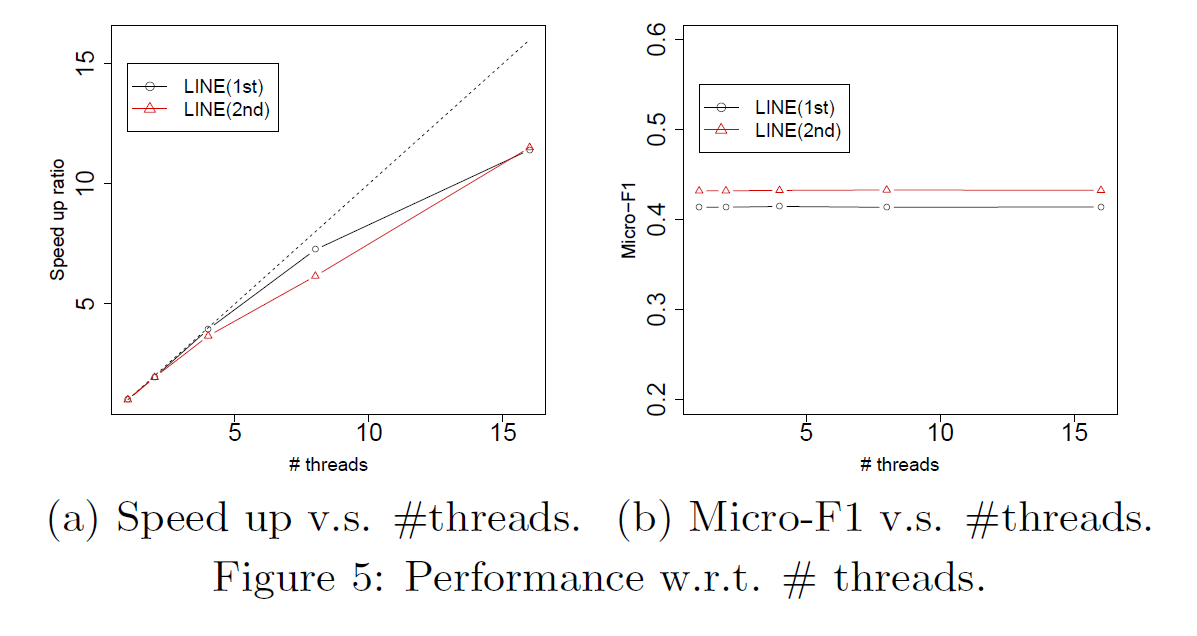 15
10
5
Speed up ratio
LINE(1st)
LINE(2nd)
5 10 15
# threads
0.6
0.5
0.4
0.3
0.2
Micro−F1
LINE(1st)
LINE(2nd)
5 10 15
# threads
(a) Speed up v.s. #threads. (b) Micro-F1 v.s. #threads.
Figure 5: Performance w.r.t. # threads.